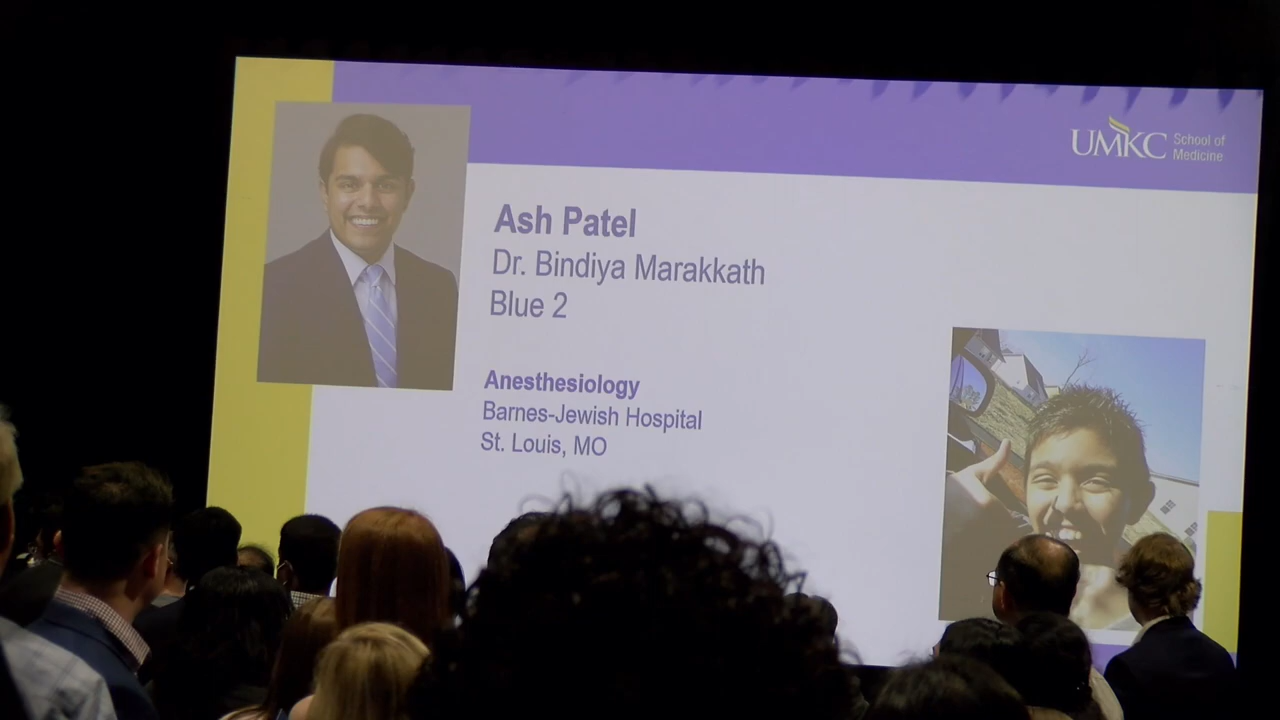 UMKC School of
Medicine
Ash Patel
Dr. Bindiya Marakkath
Blue 2
Anesthesiology
Barnes-Jewish Hospital
St. Louis, MO